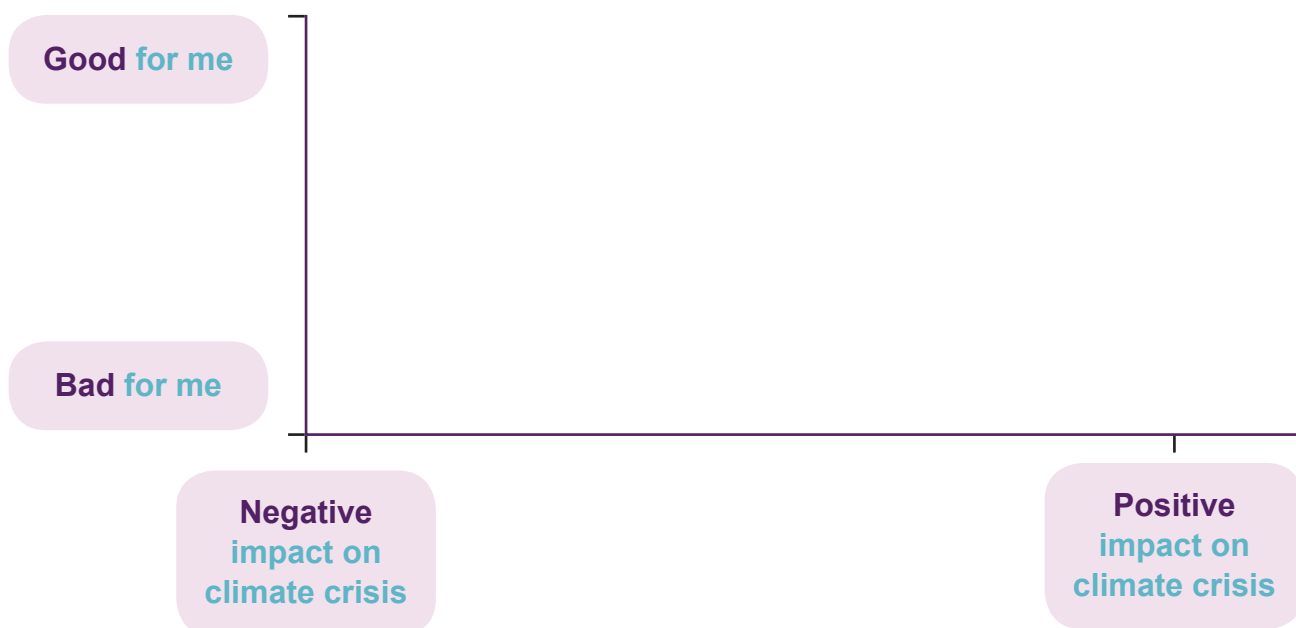 Good for me
Bad for me
Negative
impact on
climate crisis
Positive
impact on
climate crisis